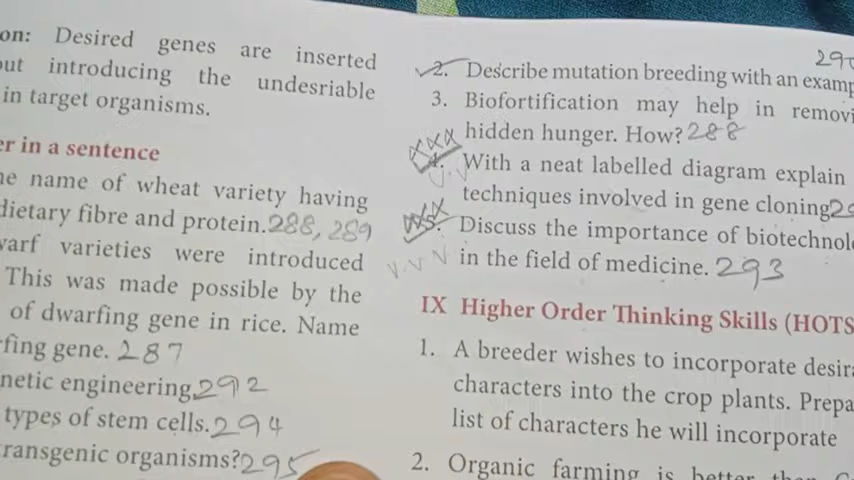 on: Desired genes are inserted
out introducing the undesriable
in target organisms.
er in a sentence
name of wheat variety having
dietary fibre and protein. 288, 289
warf varieties were introduced
This was made possible by the
of dwarfing gene in rice. Name
fing gene. 287
netic engineering 292
types of stem cells. 294
ransgenic organisms? 295
2. Describe mutation breeding with an examp
3. Biofortification may help in removi
hidden hunger. How? 288
With a neat labelled diagram explain
techniques involved in gene cloning
5. Discuss the importance of biotechnol
in the field of medicine. 293
IX Higher Order Thinking Skills (HOTS
1. A breeder wishes to incorporate desira
characters into the crop plants. Prepa
list of characters he will incorporate
2. Organic farming is better than